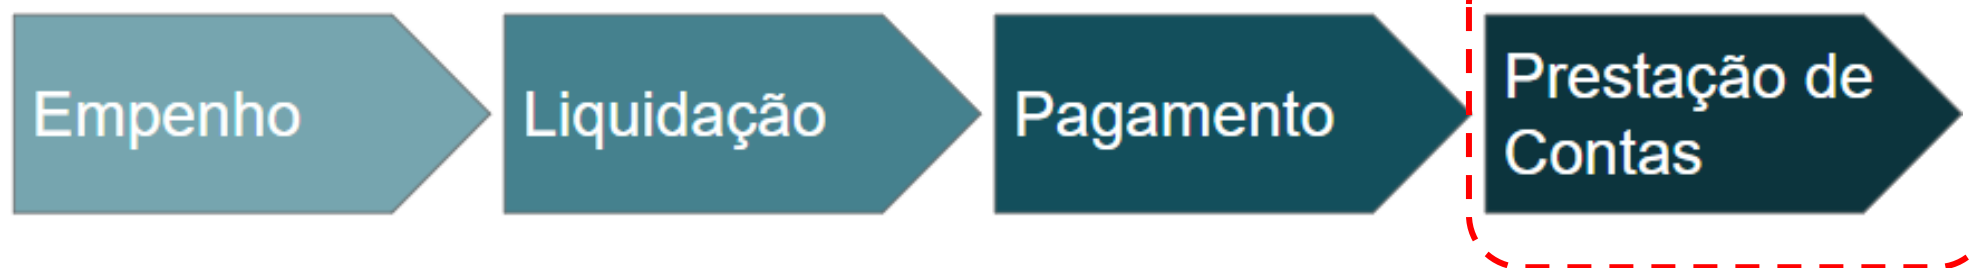 Empenho
Liquidação
Pagamento
Prestação de
Contas